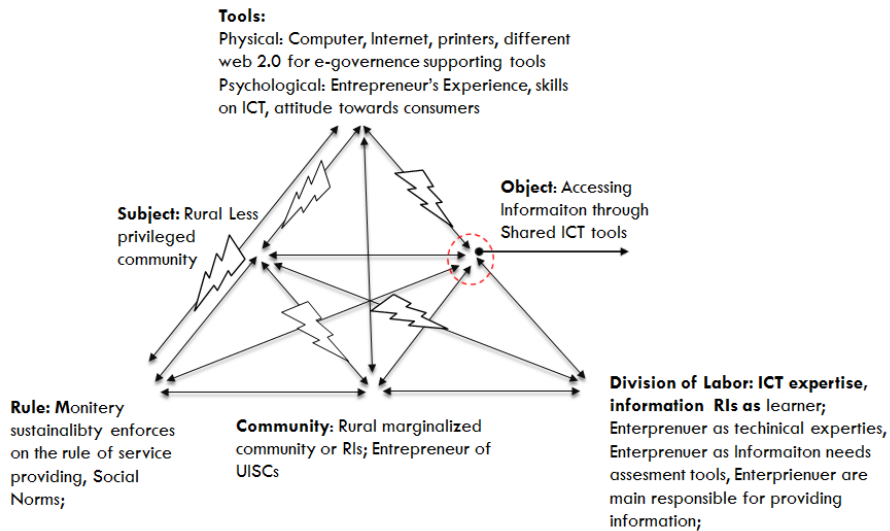 Tools:
Physical: Computer, Internet, printers, different
web 2.0 for e-governence supporting tools
Psychological: Entrepreneur's Experience, skills
on ICT, attitude towards consumers
Subject: Rural Less
privileged
community
Object: Accessing
Informaiton through
Shared ICT tools
Rule: Monitery
sustainalibty enforces
on the rule of service
providing, Social
Norms;
Community: Rural marginalized
community or RIs; Entrepreneur of
UISCs
Division of Labor: ICT expertise,
information RIs as learner;
Enterprenuer as techinical experties,
Enterprenuer as Informaiton needs
assesment tools, Enterprienuer are
main responsible for providing
information;